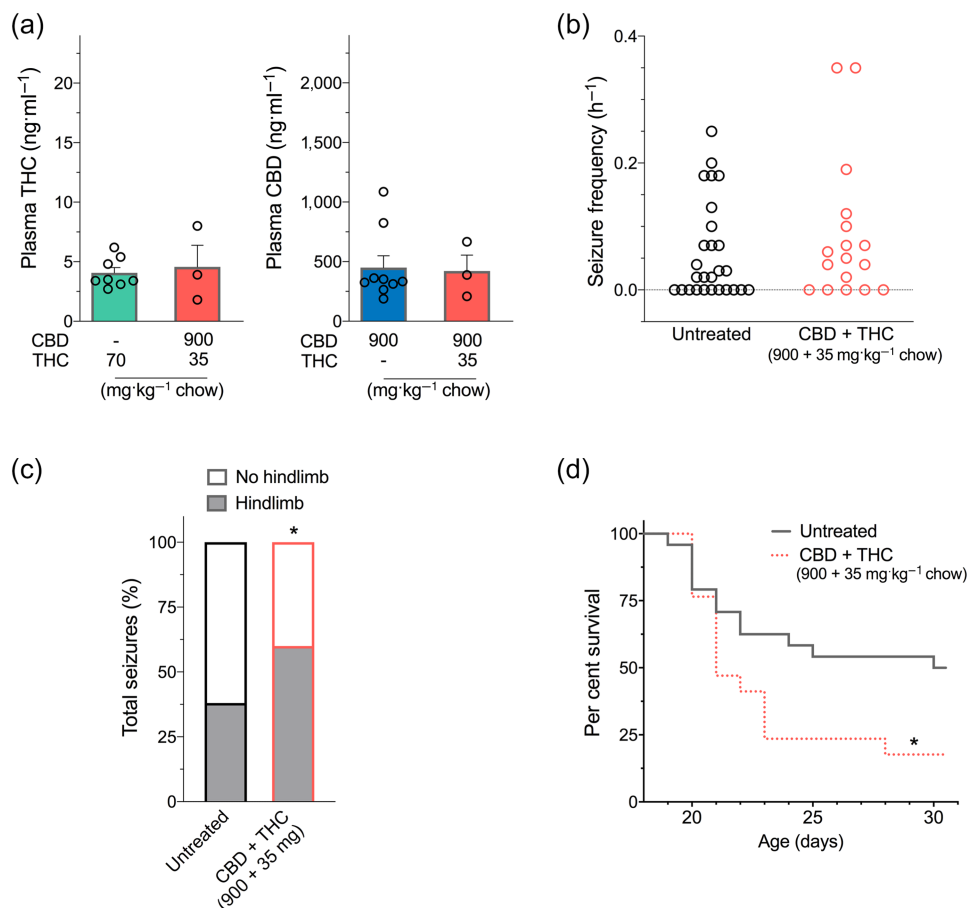 (a)
Plasma THC (ng·ml⁻¹)
20
15
10
5
0
CBD - 900
THC 70 35
(mg·kg⁻¹ chow)
Plasma CBD (ng·ml⁻¹)
2,000
1,500
1,000
500
0
900 900
- 35
(mg·kg⁻¹ chow)
(b)
Seizure frequency (h⁻¹)
0.4
0.2
0.0
Untreated
CBD + THC
(900 + 35 mg·kg⁻¹ chow)
(c)
No hindlimb
Hindlimb
*
Total seizures (%)
100
75
50
25
0
Untreated
CBD + THC
(900 + 35 mg)
(d)
Per cent survival
100
75
50
25
0
Untreated
CBD + THC
(900 + 35 mg·kg⁻¹ chow)
*
20 25 30
Age (days)